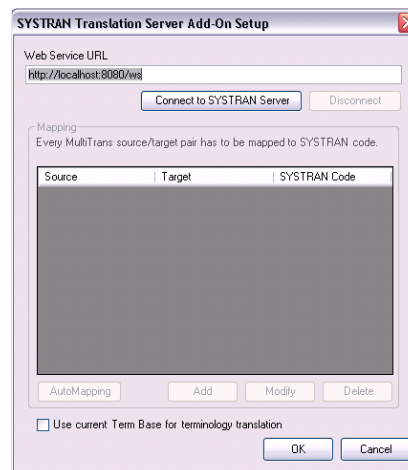 SYSTRAN Translation Server Add-On Setup
Web Service URL
http://localhost:8080/ws
Connect to SYSTRAN Server Disconnect
Mapping
Every MultiTrans source/target pair has to be mapped to SYSTRAN code.
Source Target SYSTRAN Code
AutoMapping Add Modify Delete
Use current Term Base for terminology translation
OK Cancel